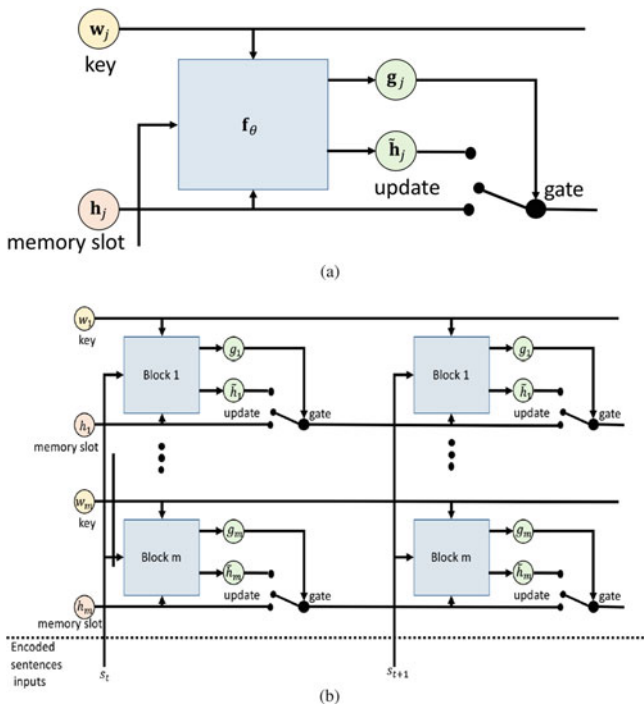 w_j
key
f_θ
g_j
h̃_j
update
gate
h_j
memory slot
(a)
w_1
key
Block 1
g_1
h̃_1
update
gate
h_1
memory slot
Block 1
g_1
h̃_1
update
gate
w_m
key
Block m
g_m
h̃_m
update
gate
h_m
memory slot
Block m
g_m
h̃_m
update
gate
Encoded
sentences
inputs
s_t
s_{t+1}
(b)